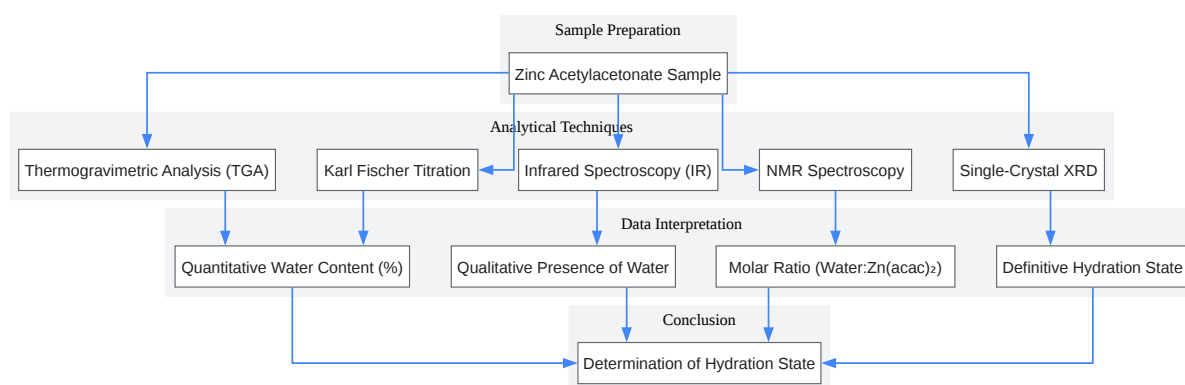 Sample Preparation
Zinc Acetylacetonate Sample
Analytical Techniques
Thermogravimetric Analysis (TGA)
Karl Fischer Titration
Infrared Spectroscopy (IR)
NMR Spectroscopy
Single-Crystal XRD
Data Interpretation
Quantitative Water Content (%)
Qualitative Presence of Water
Molar Ratio (Water:Zn(acac)₂)
Definitive Hydration State
Conclusion
Determination of Hydration State